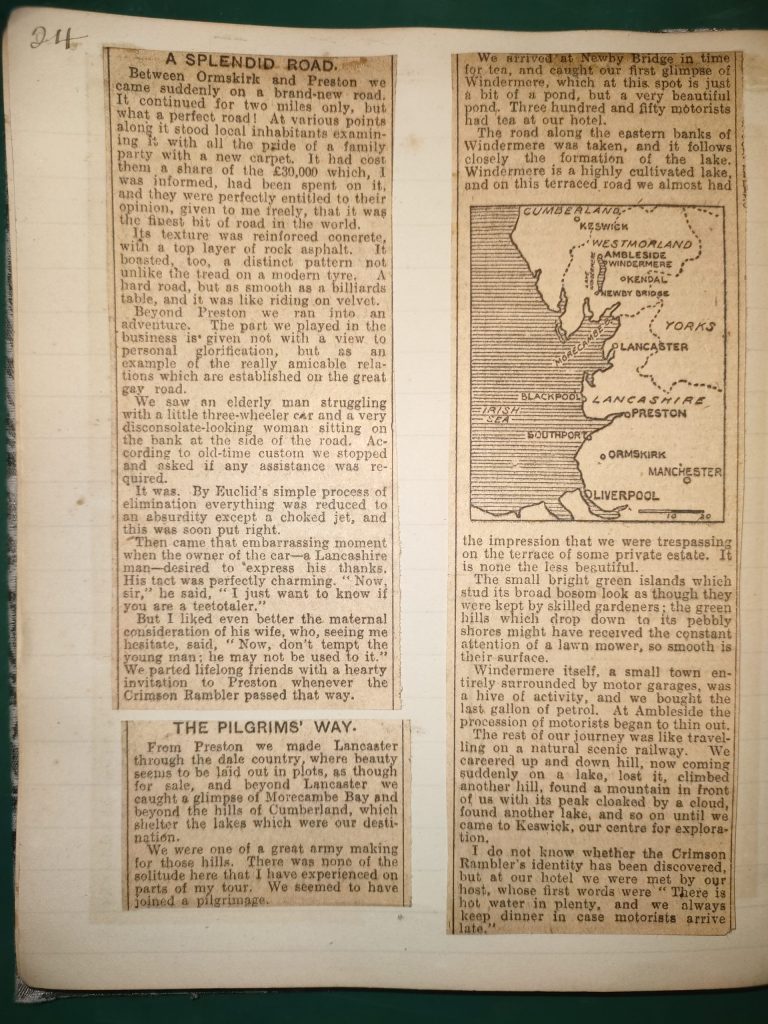 24
A SPLENDID ROAD.
Between Ormskirk and Preston we
came suddenly on a brand-new road.
It continued for two miles only, but
what a perfect road! At various points
along it stood local inhabitants examin-
ing it with all the pride of a family
party with a new carpet. It had cost
them a share of the £30,000 which, I
was informed, had been spent on it,
and they were perfectly entitled to their
opinion, given to me freely, that it was
the finest bit of road in the world.
Its texture was reinforced concrete,
with a top layer of rock asphalt. It
boasted, too, a distinct pattern not
unlike the tread on a modern tyre. A
hard road, but as smooth as a billiards
table, and it was like riding on velvet.
Beyond Preston we ran into an
adventure. The part we played in the
business is given not with a view to
personal glorification, but as an
example of the really amicable rela-
tions which are established on the great
gay road.
We saw an elderly man struggling
with a little three-wheeler car and a very
disconsolate-looking woman sitting on
the bank at the side of the road. Ac-
cording to old-time custom we stopped
and asked if any assistance was re-
quired.
It was. By Euclid's simple process of
elimination everything was reduced to
an absurdity except a choked jet, and
this was soon put right.
Then came that embarrassing moment
when the owner of the car—a Lancashire
man—desired to express his thanks.
His tact was perfectly charming. "Now,
sir," he said, "I just want to know if
you are a teetotaler."
But I liked even better the maternal
consideration of his wife, who, seeing me
hesitate, said, "Now, don't tempt the
young man; he may not be used to it."
We parted lifelong friends with a hearty
invitation to Preston whenever the
Crimson Rambler passed that way.
THE PILGRIMS' WAY.
From Preston we made Lancaster
through the dale country, where beauty
seems to be laid out in plots, as though
for sale, and beyond Lancaster we
caught a glimpse of Morecambe Bay and
beyond the hills of Cumberland, which
shelter the lakes which were our desti-
nation.
We were one of a great army making
for those hills. There was none of the
solitude here that I have experienced on
parts of my tour. We seemed to have
joined a pilgrimage.
We arrived at Newby Bridge in time
for tea, and caught our first glimpse of
Windermere, which at this spot is just
a bit of a pond, but a very beautiful
pond. Three hundred and fifty motorists
had tea at our hotel.
The road along the eastern banks of
Windermere was taken, and it follows
closely the formation of the lake.
Windermere is a highly cultivated lake,
and on this terraced road we almost had
CUMBERLAND
KESWICK
WESTMORLAND
AMBLESIDE
WINDERMERE
KENDAL
NEWBY BRIDGE
YORKS
MORECAMBE
LANCASTER
BLACKPOOL
LANCASHIRE
IRISH
SEA
PRESTON
SOUTHPORT
ORMSKIRK
MANCHESTER
LIVERPOOL
10 20
the impression that we were trespassing
on the terrace of some private estate. It
is none the less beautiful.
The small bright green islands which
stud its broad bosom look as though they
were kept by skilled gardeners; the green
hills which drop down to its pebbly
shores might have received the constant
attention of a lawn mower, so smooth is
their surface.
Windermere itself, a small town en-
tirely surrounded by motor garages, was
a hive of activity, and we bought the
last gallon of petrol. At Ambleside the
procession of motorists began to thin out.
The rest of our journey was like travel-
ling on a natural scenic railway. We
careered up and down hill, now coming
suddenly on a lake, lost it, climbed
another hill, found a mountain in front
of us with its peak cloaked by a cloud,
found another lake, and so on until we
came to Keswick, our centre for explora-
tion.
I do not know whether the Crimson
Rambler's identity has been discovered,
but at our hotel we were met by our
host, whose first words were "There is
hot water in plenty, and we always
keep dinner in case motorists arrive
late."